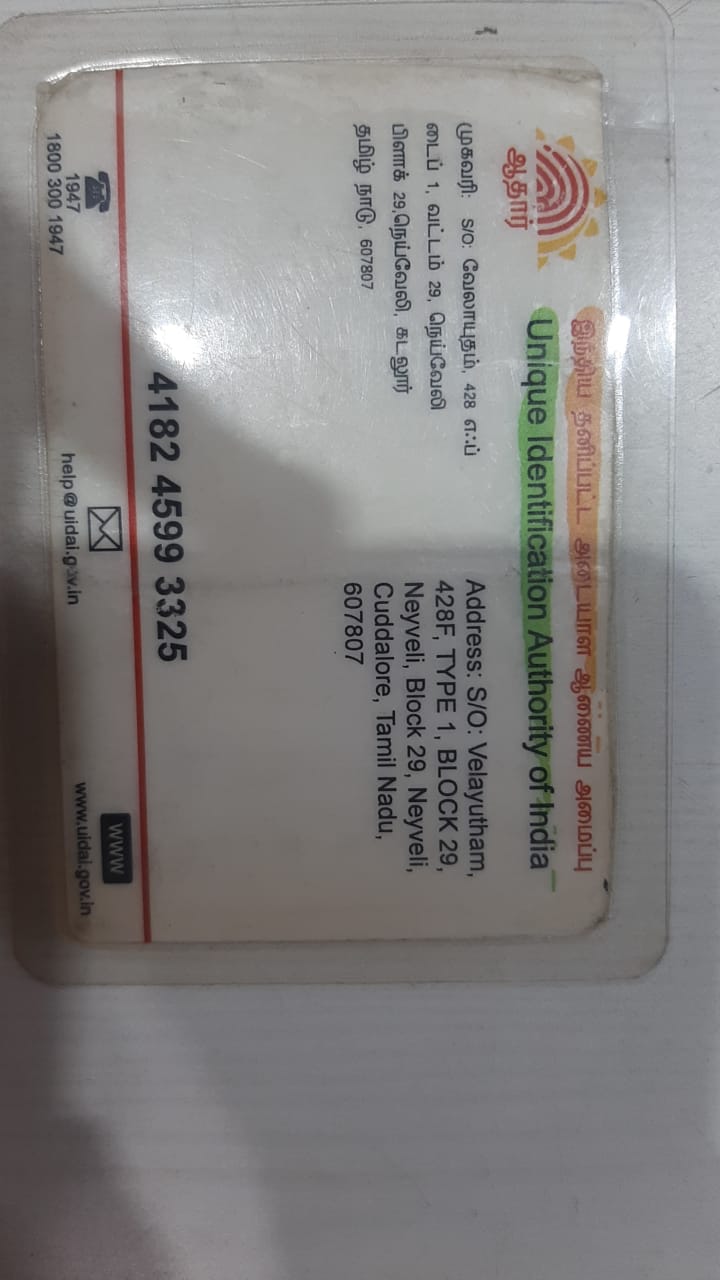 ஆதார்
இந்திய தனிப்பட்ட அடையாள ஆணைய அமைப்பு
Unique Identification Authority of India
முகவரி: S/O: வேலாயுதம், 428 எஃப்
டைப் 1, வட்டம் 29, நெய்வேலி
பிளாக் 29,நெய்வேலி, கடலூர்
தமிழ் நாடு, 607807
Address: S/O: Velayutham,
428F, TYPE 1, BLOCK 29,
Neyveli, Block 29, Neyveli,
Cuddalore, Tamil Nadu,
607807
4182 4599 3325
1947
1800 300 1947
help@uidai.gov.in
WWW
www.uidai.gov.in